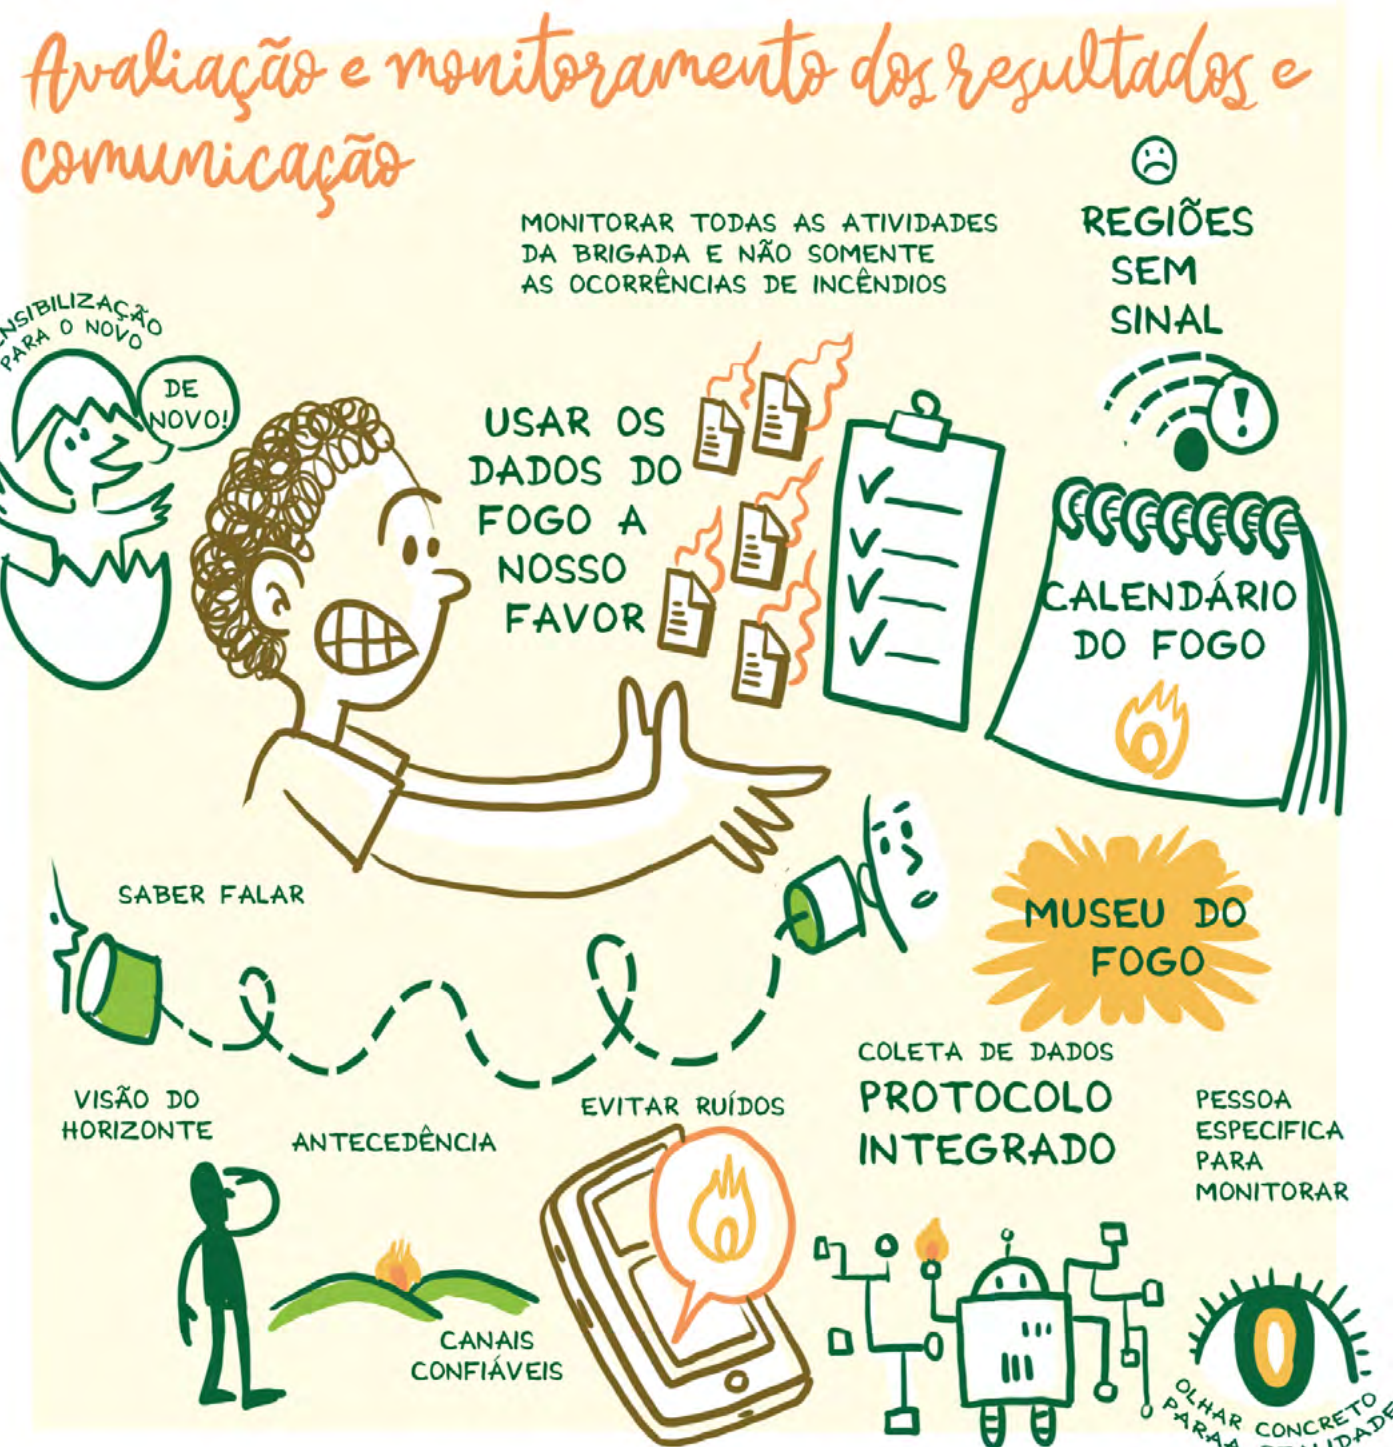 Avaliação e monitoramento dos resultados e
comunicação
MONITORAR TODAS AS ATIVIDADES
DA BRIGADA E NÃO SOMENTE
AS OCORRÊNCIAS DE INCÊNDIOS
REGIÕES
SEM
SINAL
PARA O NOVO
DE
NOVO!
USAR OS
DADOS DO
FOGO A
NOSSO
FAVOR
!
CALENDÁRIO
DO FOGO
SABER FALAR
MUSEU DO
FOGO
VISÃO DO
HORIZONTE
ANTECEDÊNCIA
CANAIS
CONFIÁVEIS
EVITAR RUÍDOS
COLETA DE DADOS
PROTOCOLO
INTEGRADO
PESSOA
ESPECIFICA
PARA
MONITORAR
OLHAR CONCRETO
PARA A